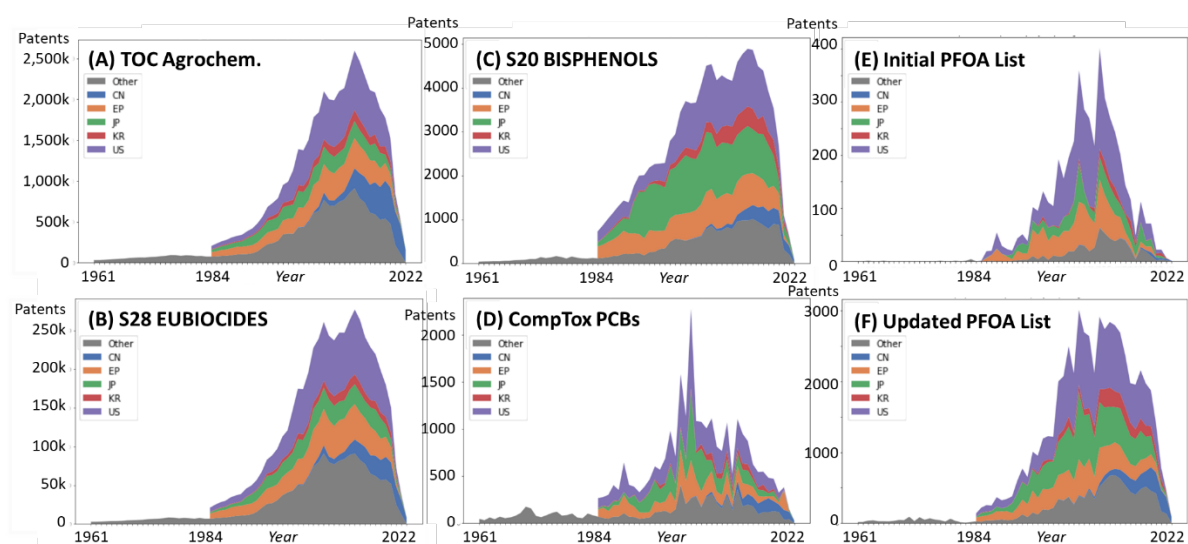 Patents
(A) TOC Agrochem.
Other
CN
EP
JP
KR
US
2,500k
2,000k
1,500k
1,000k
500k
0
1961
1984
Year
2022
Patents
(C) S20 BISPHENOLS
Other
CN
EP
JP
KR
US
5000
4000
3000
2000
1000
0
1961
1984
Year
2022
Patents
(E) Initial PFOA List
Other
CN
EP
JP
KR
US
400
300
200
100
0
1961
1984
Year
2022
Patents
(B) S28 EUBIOCIDES
Other
CN
EP
JP
KR
US
250k
200k
150k
100k
50k
0
1961
1984
Year
2022
Patents
(D) CompTox PCBs
Other
CN
EP
JP
KR
US
2000
1500
1000
500
0
1961
1984
Year
2022
Patents
(F) Updated PFOA List
Other
CN
EP
JP
KR
US
3000
2000
1000
0
1961
1984
Year
2022